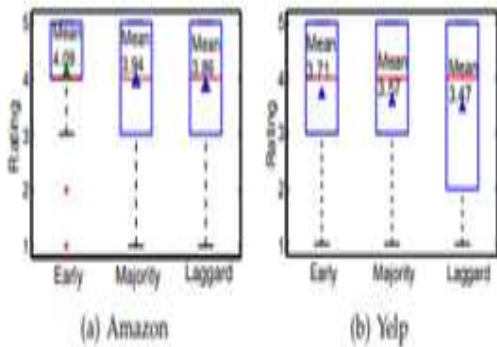 Rating
5
4
3
2
1
Mean
4.09
Mean
3.94
Mean
3.86
Early
Majority
Laggard
(a) Amazon
Rating
5
4
3
2
1
Mean
3.71
Mean
3.57
Mean
3.47
Early
Majority
Laggard
(b) Yelp